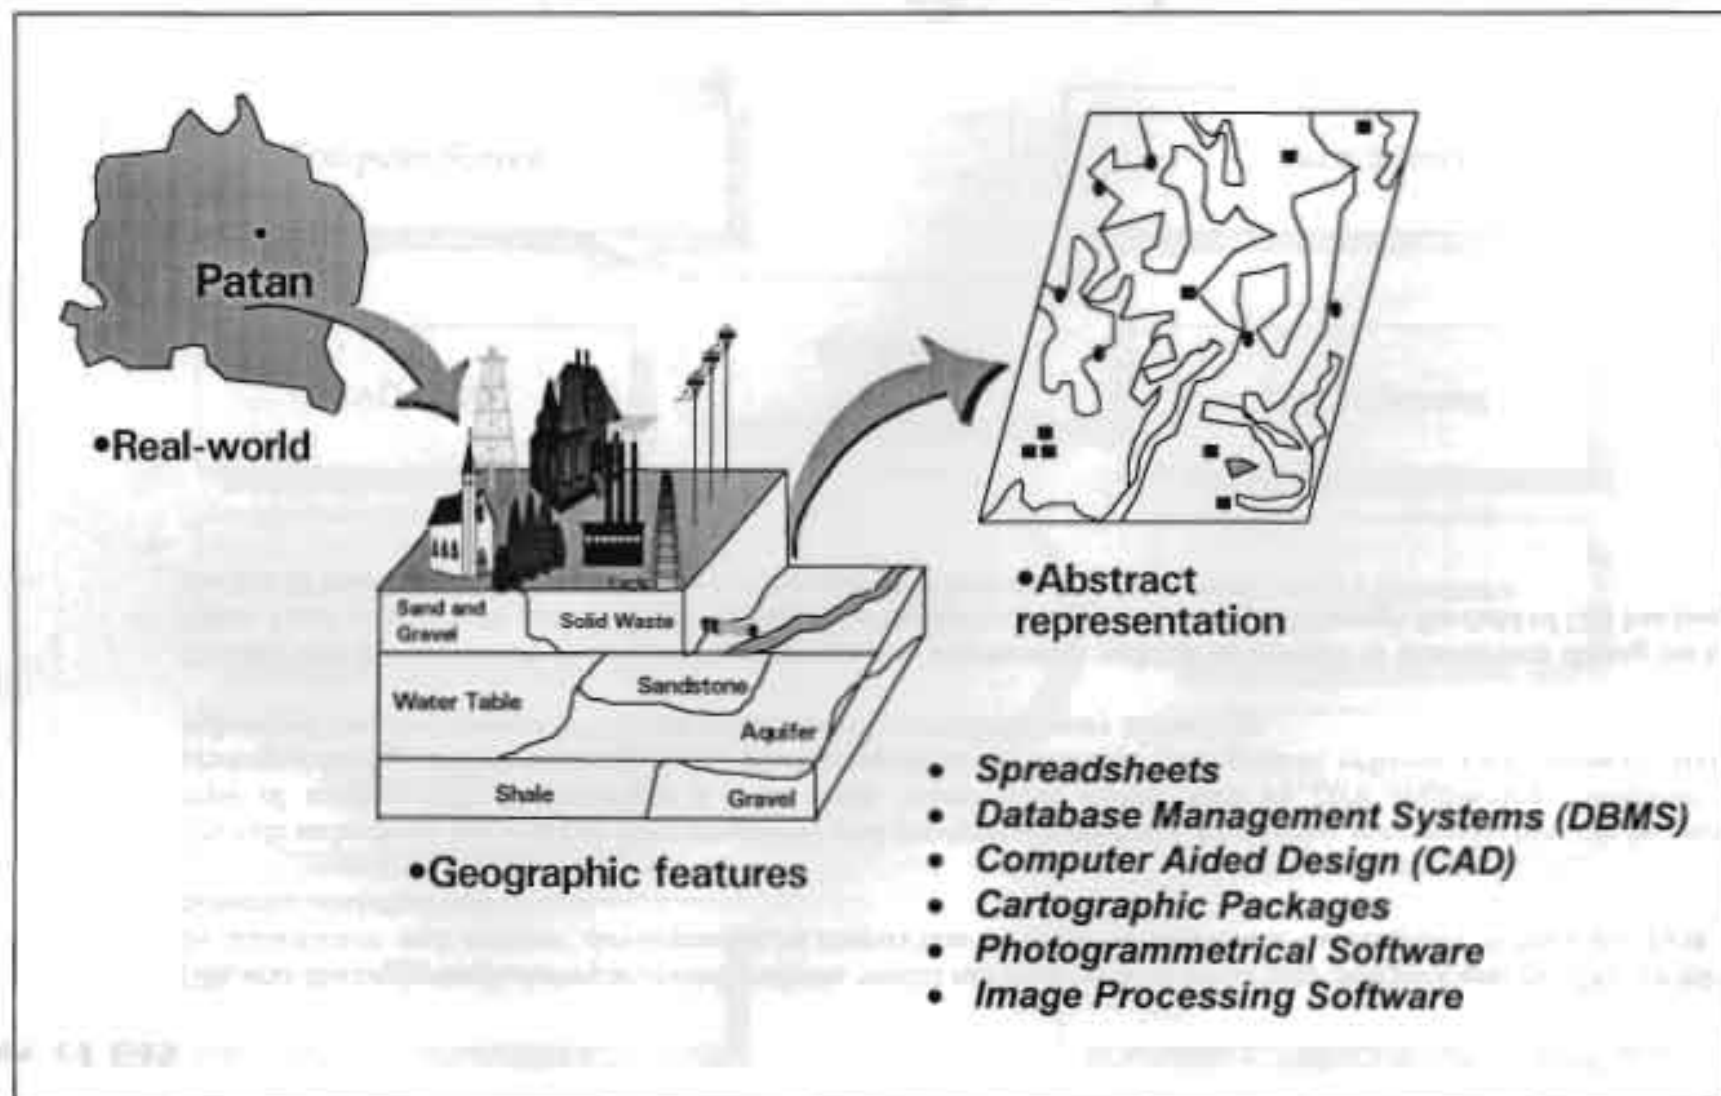 Patan
•Real-world
Sand and
Gravel
Solid Waste
Water Table
Sandstone
Aquifer
Shale
Gravel
•Geographic features
•Abstract
representation
• Spreadsheets
• Database Management Systems (DBMS)
• Computer Aided Design (CAD)
• Cartographic Packages
• Photogrammetrical Software
• Image Processing Software